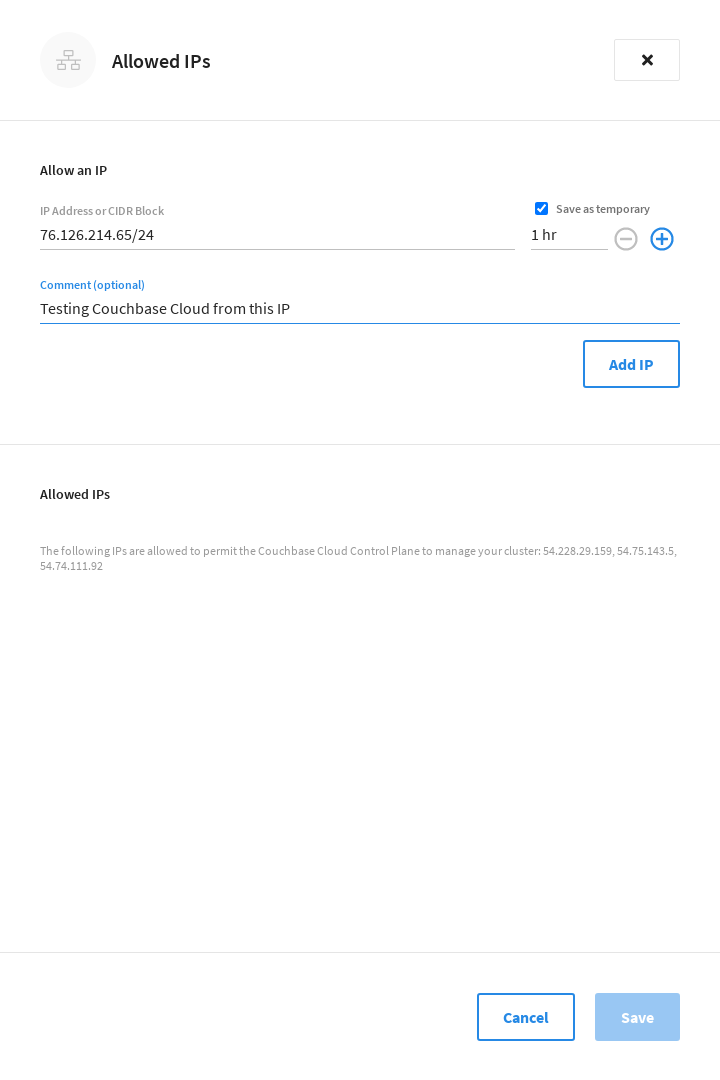 Allowed IPs
Allow an IP
IP Address or CIDR Block
Save as temporary
76.126.214.65/24
1 hr
Comment (optional)
Testing Couchbase Cloud from this IP
Add IP
Allowed IPs
The following IPs are allowed to permit the Couchbase Cloud Control Plane to manage your cluster: 54.228.29.159, 54.75.143.5,
54.74.111.92
Cancel
Save